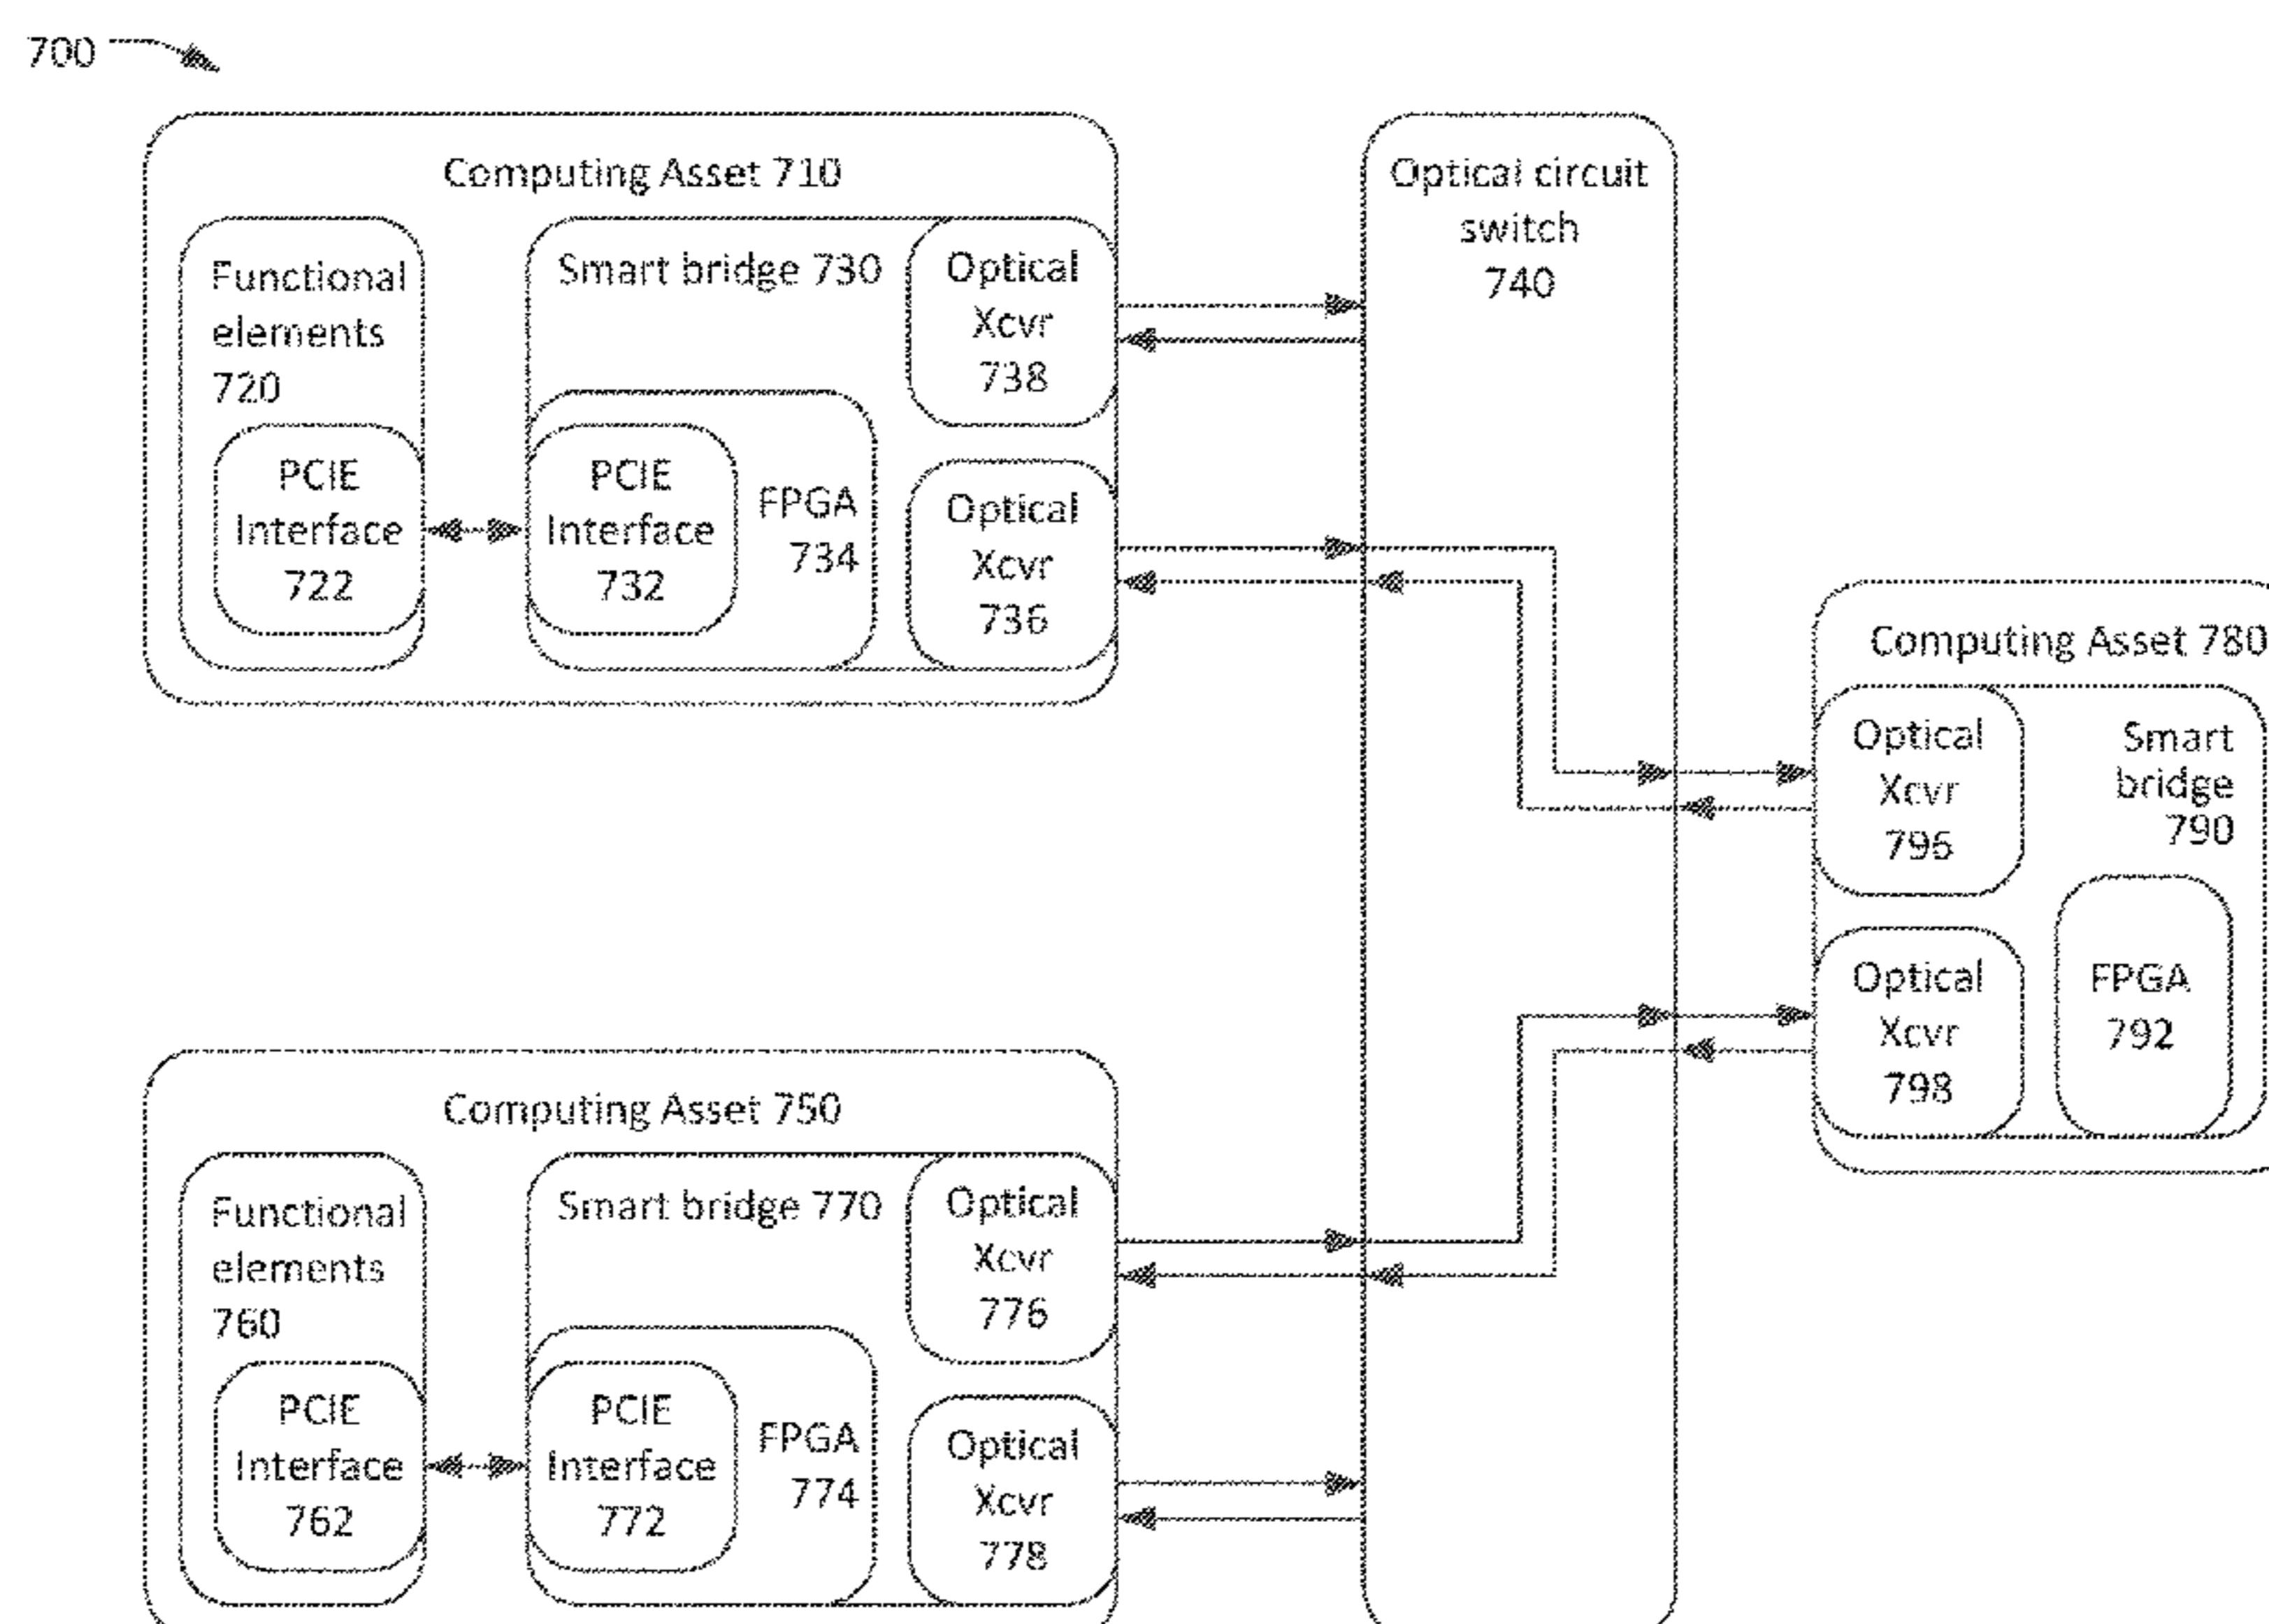 700
Computing Asset 710
Functional
elements
720
PCIE
Interface
722
Smart bridge 730
PCIE
Interface
732
FPGA
734
Optical
Xcvr
738
Optical
Xcvr
736
Optical circuit
switch
740
Computing Asset 780
Optical
Xcvr
796
Smart
bridge
790
Optical
Xcvr
798
FPGA
792
Computing Asset 750
Functional
elements
760
PCIE
Interface
762
Smart bridge 770
PCIE
Interface
772
FPGA
774
Optical
Xcvr
776
Optical
Xcvr
778